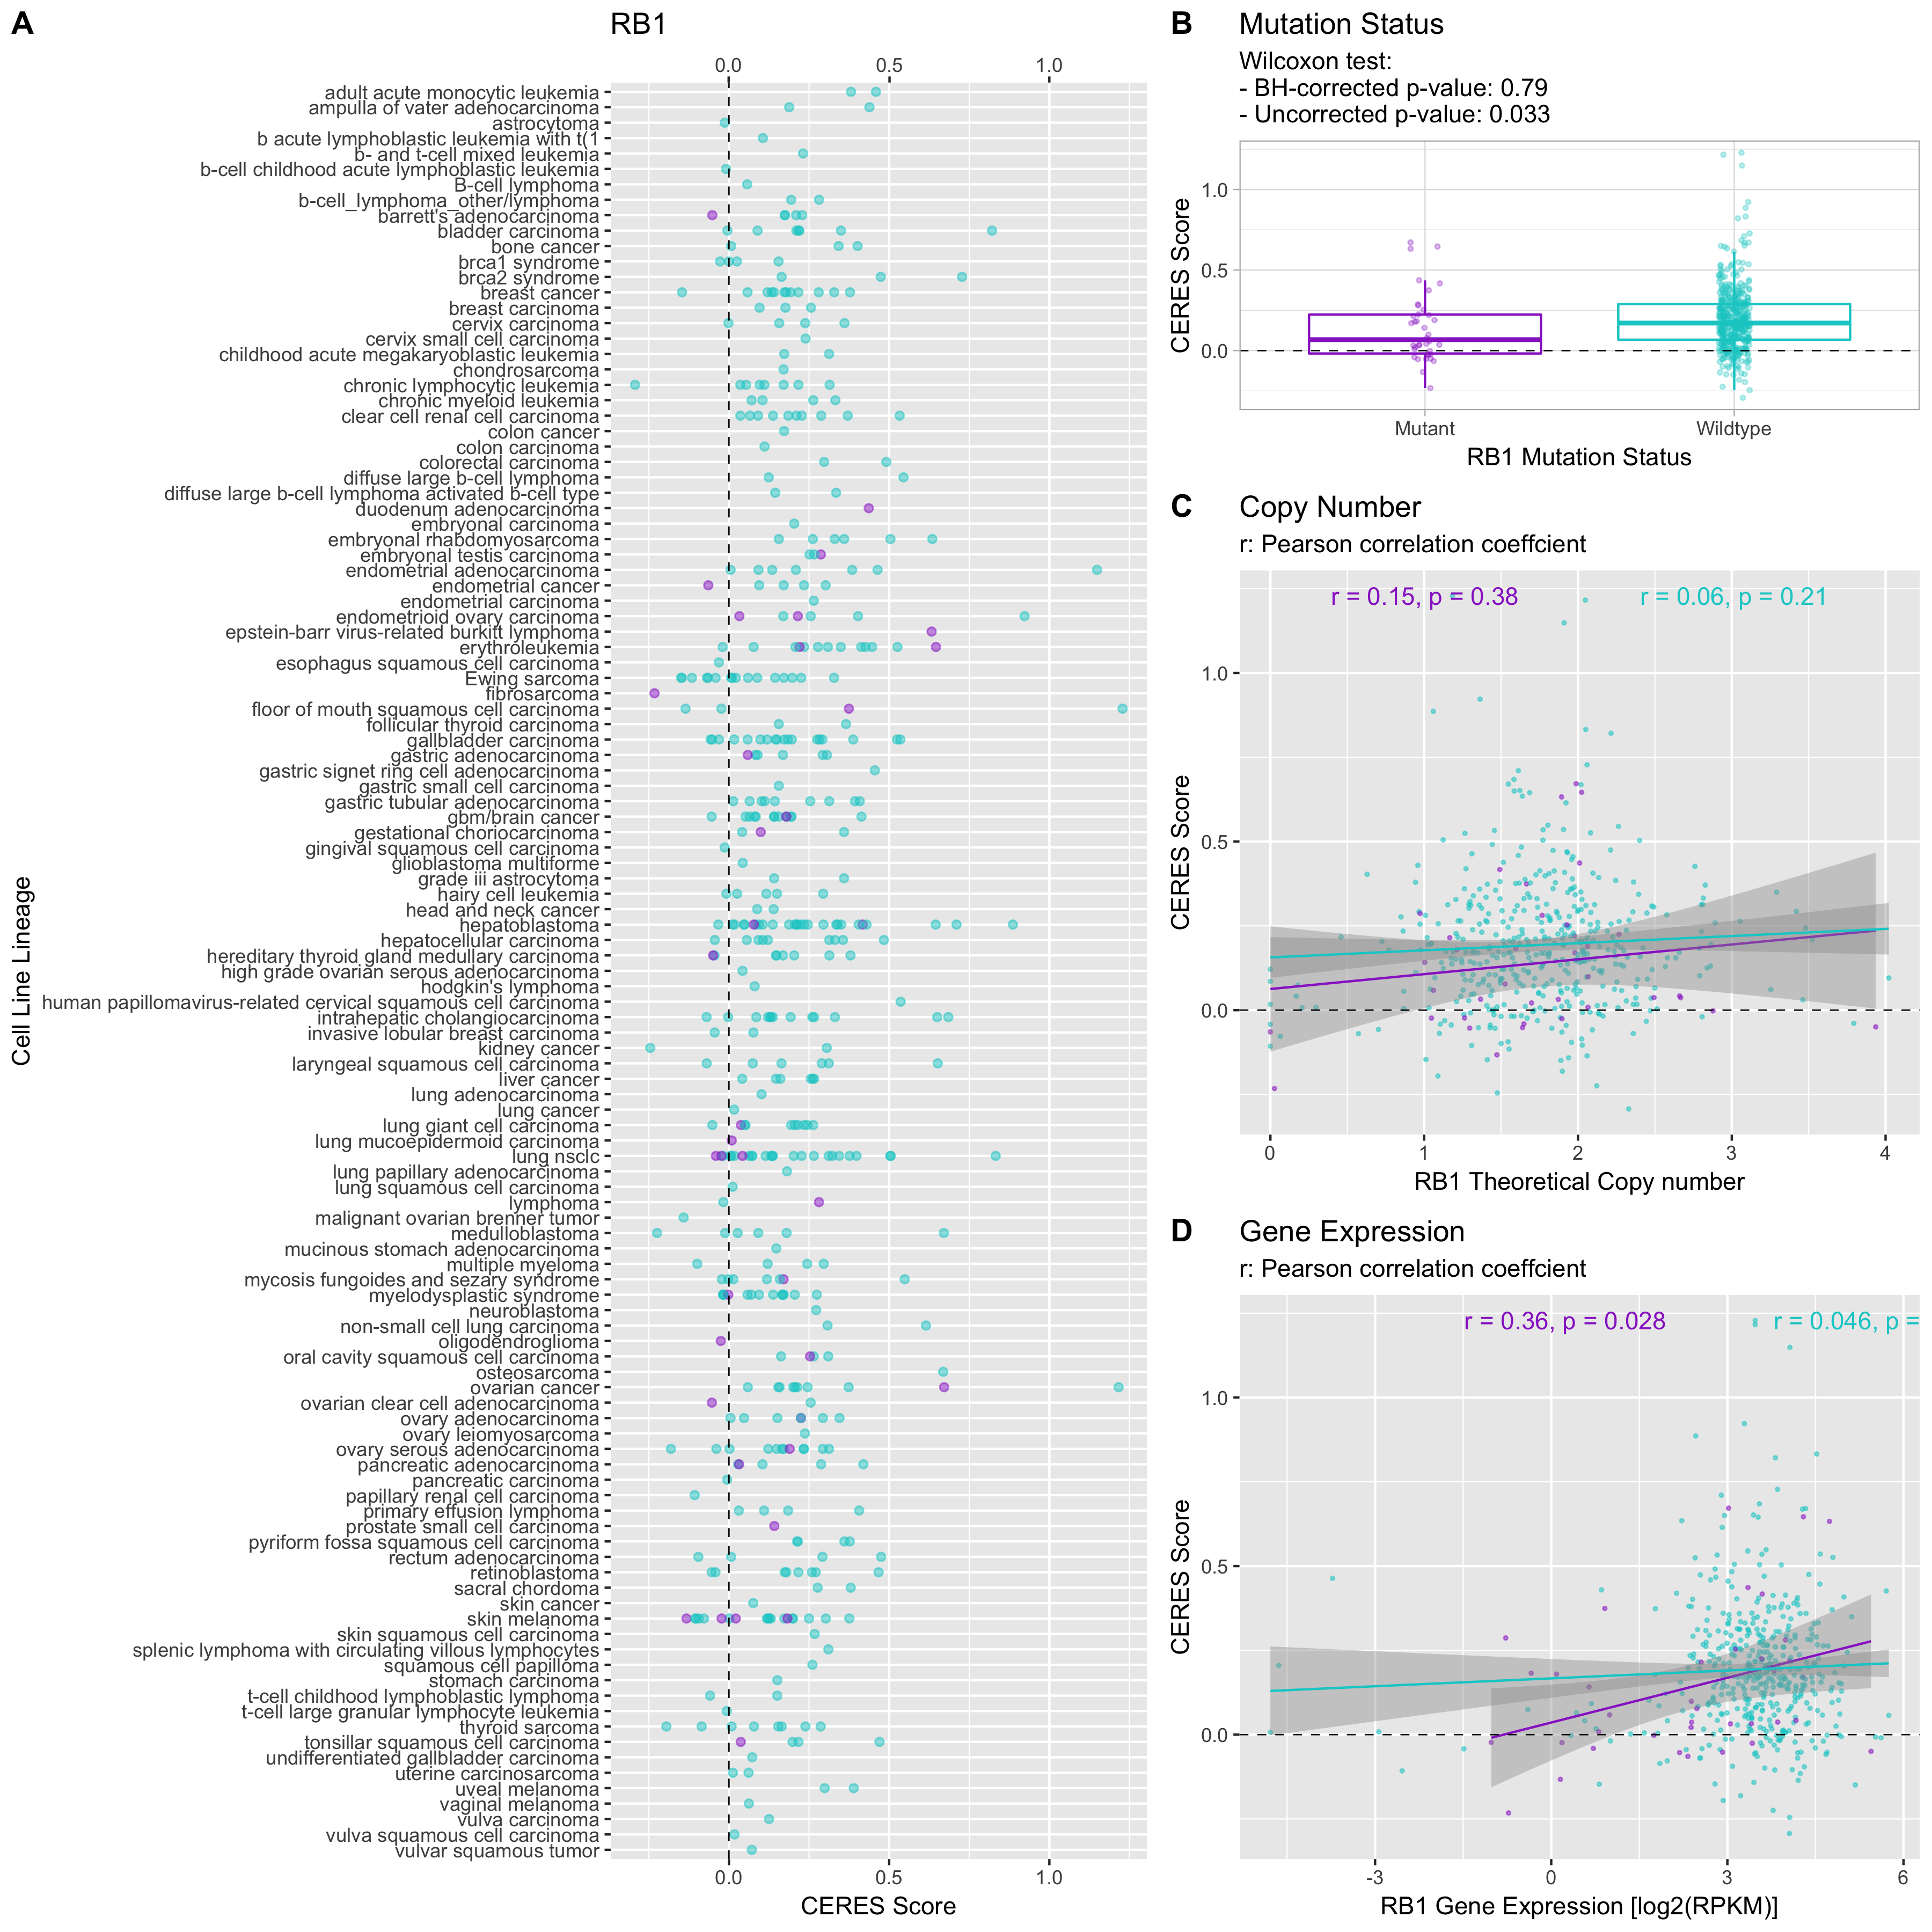 A
RB1
0.0 0.5 1.0
Cell Line Lineage
adult acute monocytic leukemia
ampulla of vater adenocarcinoma
astrocytoma
b acute lymphoblastic leukemia with t(1
b- and t-cell mixed leukemia
b-cell childhood acute lymphoblastic leukemia
B-cell lymphoma
b-cell_lymphoma_other/lymphoma
barrett's adenocarcinoma
bladder carcinoma
bone cancer
brca1 syndrome
brca2 syndrome
breast cancer
breast carcinoma
cervix carcinoma
cervix small cell carcinoma
childhood acute megakaryoblastic leukemia
chondrosarcoma
chronic lymphocytic leukemia
chronic myeloid leukemia
clear cell renal cell carcinoma
colon cancer
colon carcinoma
colorectal carcinoma
diffuse large b-cell lymphoma
diffuse large b-cell lymphoma activated b-cell type
duodenum adenocarcinoma
embryonal carcinoma
embryonal rhabdomyosarcoma
embryonal testis carcinoma
endometrial adenocarcinoma
endometrial cancer
endometrial carcinoma
endometrioid ovary carcinoma
epstein-barr virus-related burkitt lymphoma
erythroleukemia
esophagus squamous cell carcinoma
Ewing sarcoma
fibrosarcoma
floor of mouth squamous cell carcinoma
follicular thyroid carcinoma
gallbladder carcinoma
gastric adenocarcinoma
gastric signet ring cell adenocarcinoma
gastric small cell carcinoma
gastric tubular adenocarcinoma
gbm/brain cancer
gestational choriocarcinoma
gingival squamous cell carcinoma
glioblastoma multiforme
grade iii astrocytoma
hairy cell leukemia
head and neck cancer
hepatoblastoma
hepatocellular carcinoma
hereditary thyroid gland medullary carcinoma
high grade ovarian serous adenocarcinoma
hodgkin's lymphoma
human papillomavirus-related cervical squamous cell carcinoma
intrahepatic cholangiocarcinoma
invasive lobular breast carcinoma
kidney cancer
laryngeal squamous cell carcinoma
liver cancer
lung adenocarcinoma
lung cancer
lung giant cell carcinoma
lung mucoepidermoid carcinoma
lung nsclc
lung papillary adenocarcinoma
lung squamous cell carcinoma
lymphoma
malignant ovarian brenner tumor
medulloblastoma
mucinous stomach adenocarcinoma
multiple myeloma
mycosis fungoides and sezary syndrome
myelodysplastic syndrome
neuroblastoma
non-small cell lung carcinoma
oligodendroglioma
oral cavity squamous cell carcinoma
osteosarcoma
ovarian cancer
ovarian clear cell adenocarcinoma
ovary adenocarcinoma
ovary leiomyosarcoma
ovary serous adenocarcinoma
pancreatic adenocarcinoma
pancreatic carcinoma
papillary renal cell carcinoma
primary effusion lymphoma
prostate small cell carcinoma
pyriform fossa squamous cell carcinoma
rectum adenocarcinoma
retinoblastoma
sacral chordoma
skin cancer
skin melanoma
skin squamous cell carcinoma
splenic lymphoma with circulating villous lymphocytes
squamous cell papilloma
stomach carcinoma
t-cell childhood lymphoblastic lymphoma
t-cell large granular lymphocyte leukemia
thyroid sarcoma
tonsillar squamous cell carcinoma
undifferentiated gallbladder carcinoma
uterine carcinosarcoma
uveal melanoma
vaginal melanoma
vulva carcinoma
vulva squamous cell carcinoma
vulvar squamous tumor
0.0 0.5 1.0
CERES Score
B
Mutation Status
Wilcoxon test:
- BH-corrected p-value: 0.79
- Uncorrected p-value: 0.033
CERES Score
1.0
0.5
0.0
Mutant Wildtype
RB1 Mutation Status
C
Copy Number
r: Pearson correlation coeffcient
r = 0.15, p = 0.38
r = 0.06, p = 0.21
CERES Score
1.0
0.5
0.0
0 1 2 3 4
RB1 Theoretical Copy number
D
Gene Expression
r: Pearson correlation coeffcient
r = 0.36, p = 0.028
r = 0.046, p =
CERES Score
1.0
0.5
0.0
-3 0 3 6
RB1 Gene Expression [log2(RPKM)]